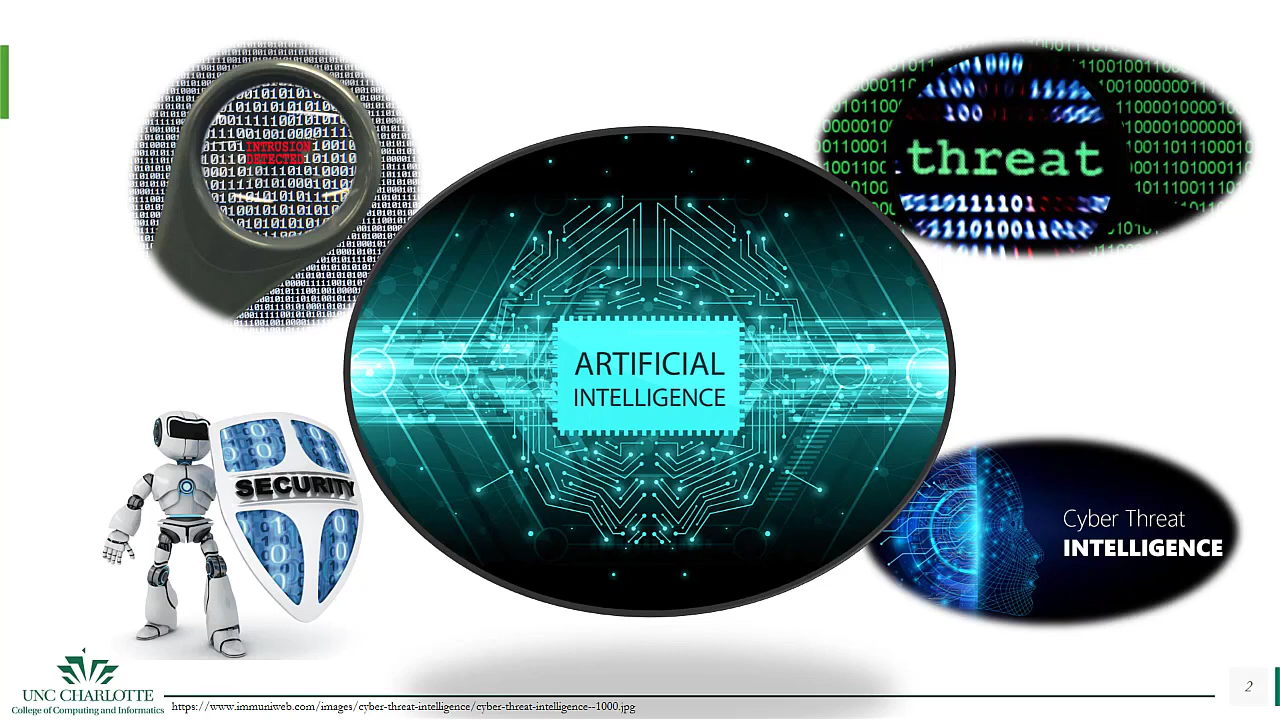 INTRUSION
DETECTED
threat
ARTIFICIAL
INTELLIGENCE
SECURITY
Cyber Threat
INTELLIGENCE
UNC CHARLOTTE
College of Computing and Informatics
https://www.immuniweb.com/images/cyber-threat-intelligence/cyber-threat-intelligence--1000.jpg
2